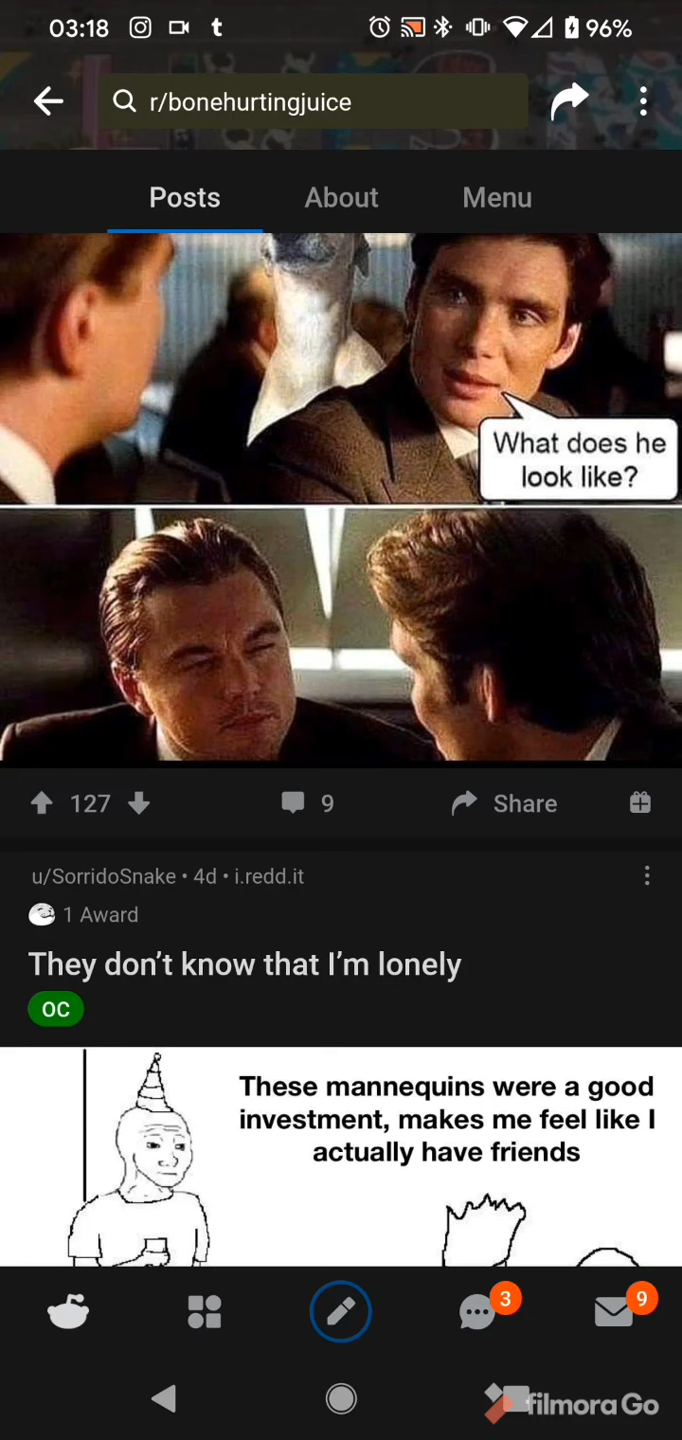 03:18
96%
r/bonehurtingjuice
Posts
About
Menu
What does he
look like?
127
9
Share
u/SorridoSnake • 4d • i.redd.it
1 Award
They don’t know that I’m lonely
OC
These mannequins were a good
investment, makes me feel like I
actually have friends
3
9
filmora Go